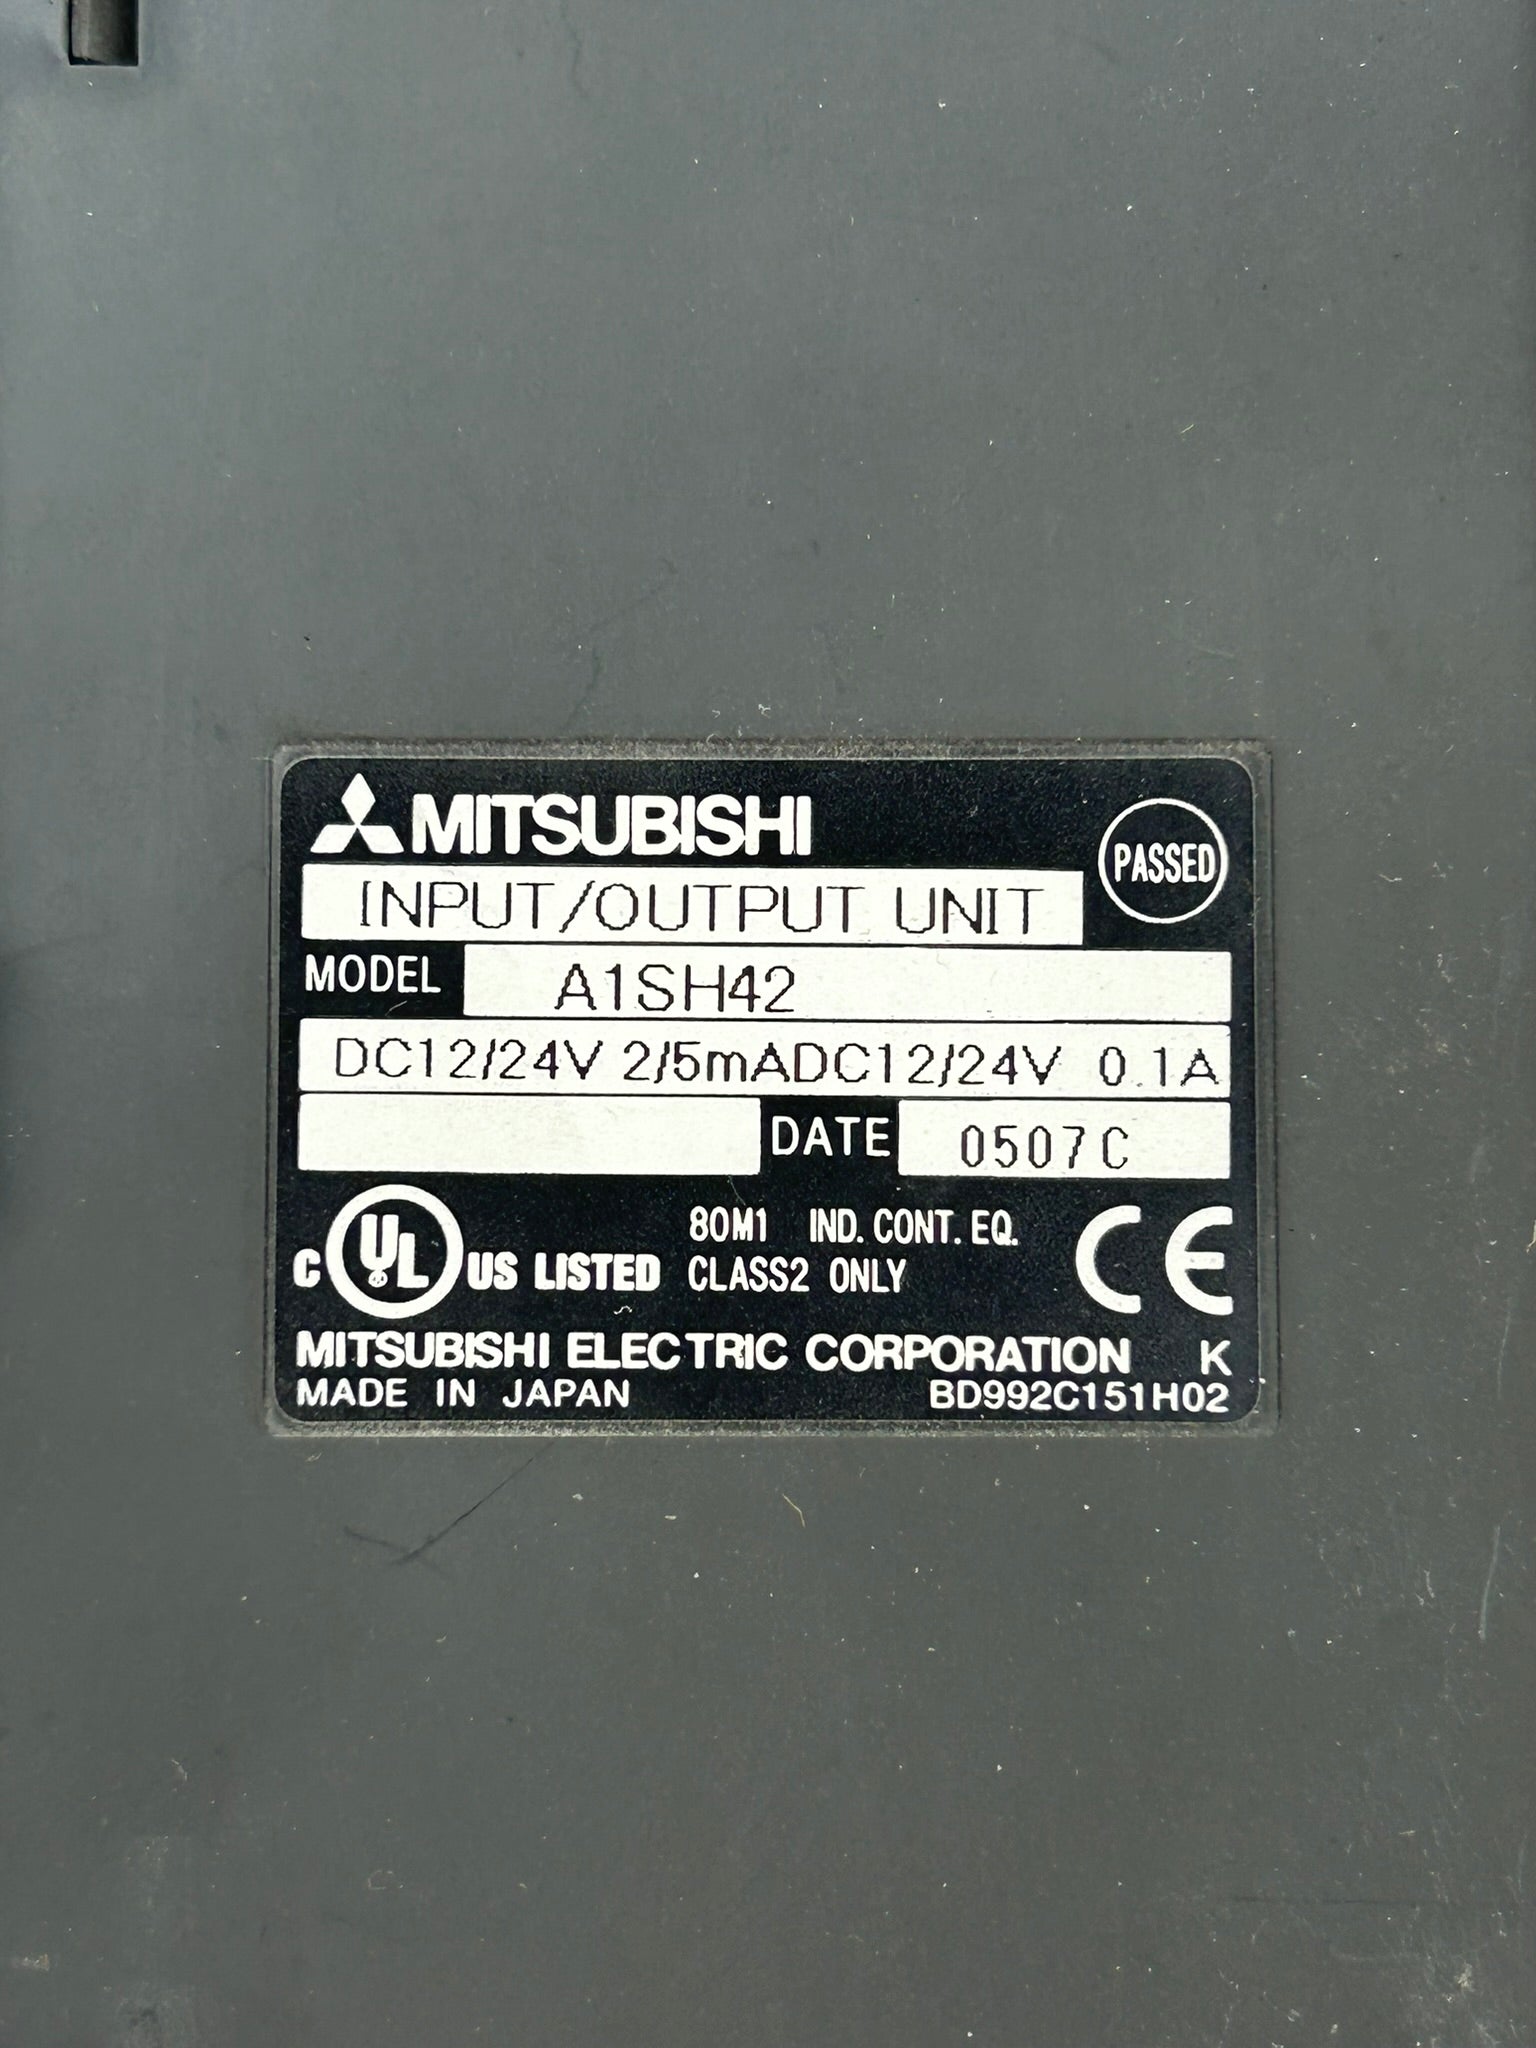 MITSUBISHI
PASSED
INPUT/OUTPUT UNIT
MODEL A1SH42
DC12/24V 2/5mADC12/24V 0.1A
DATE 0507C
C UL US LISTED
80M1 IND. CONT. EQ.
CLASS2 ONLY
CE
MITSUBISHI ELECTRIC CORPORATION K
MADE IN JAPAN BD992C151H02